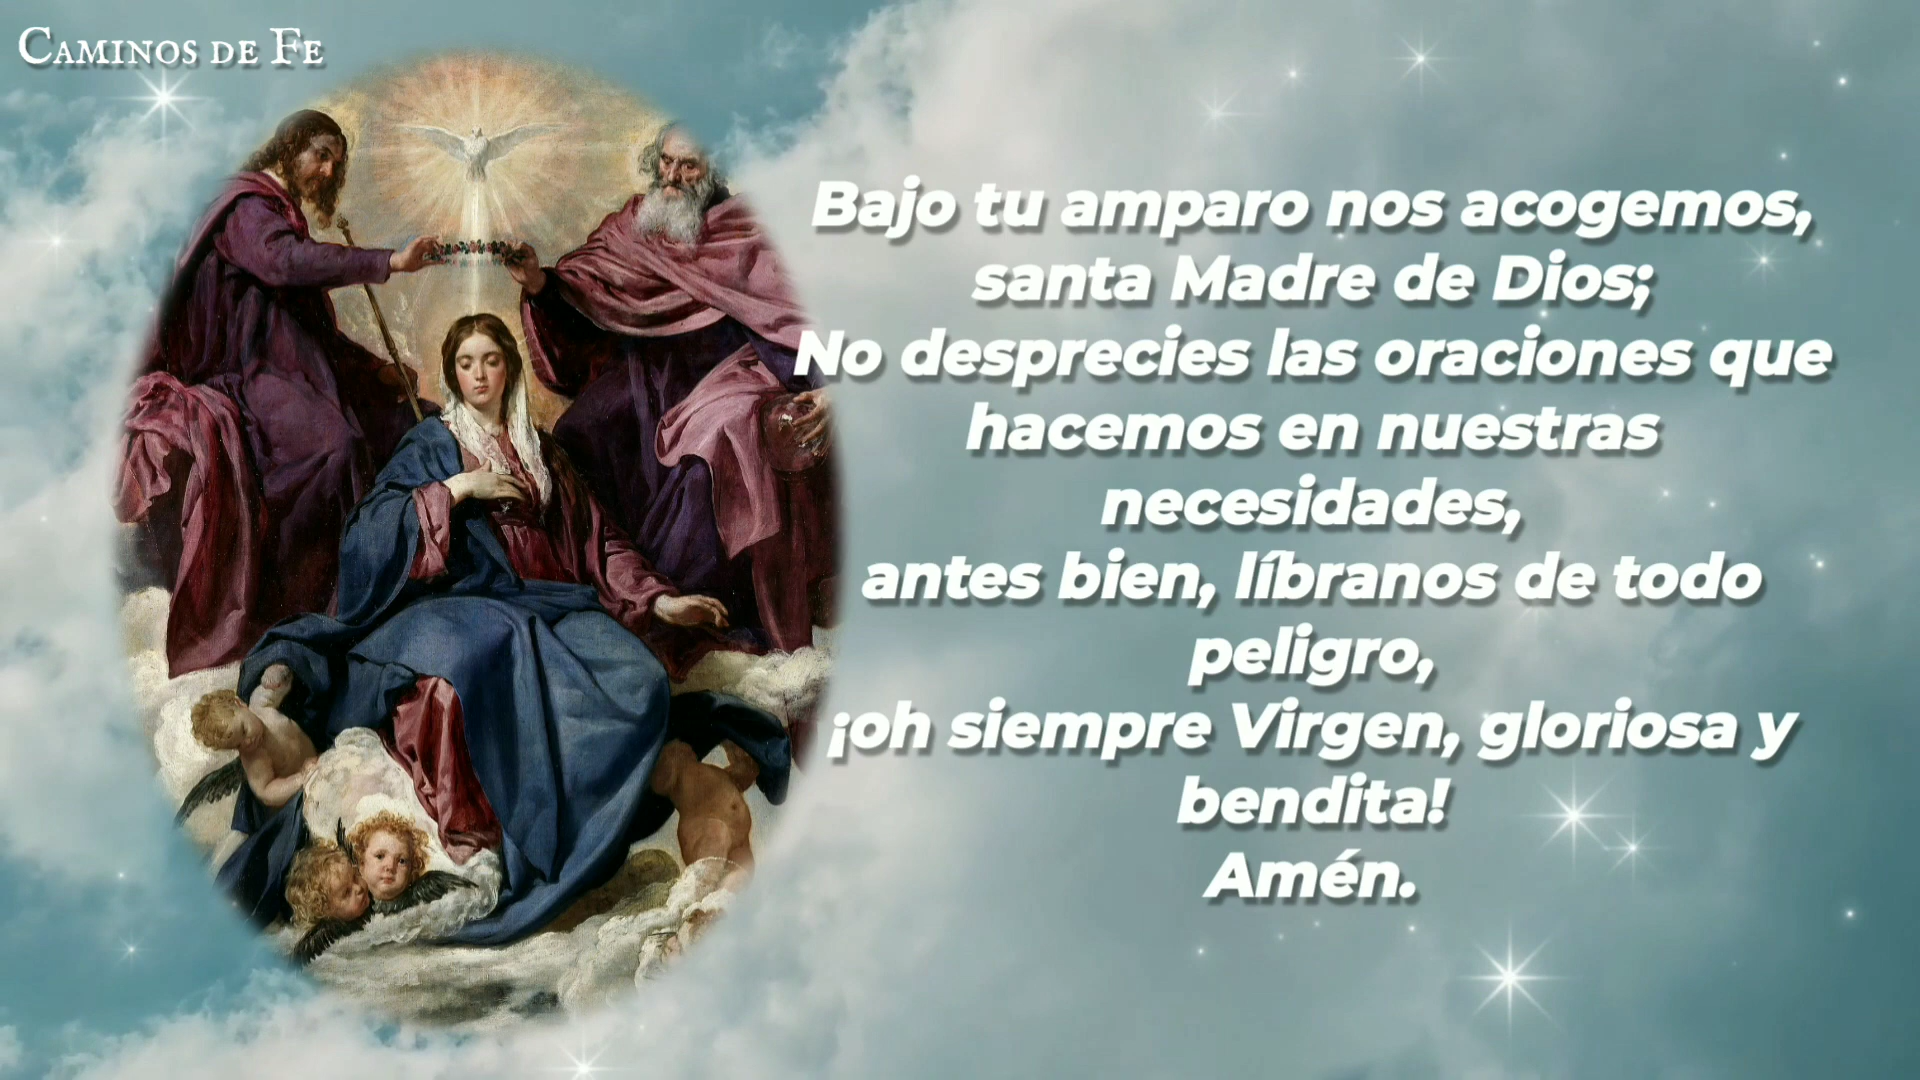 Caminos de Fe
Bajo tu amparo nos acogemos,
santa Madre de Dios;
No desprecies las oraciones que
hacemos en nuestras
necesidades,
antes bien, líbranos de todo
peligro,
¡oh siempre Virgen, gloriosa y
bendita!
Amén.